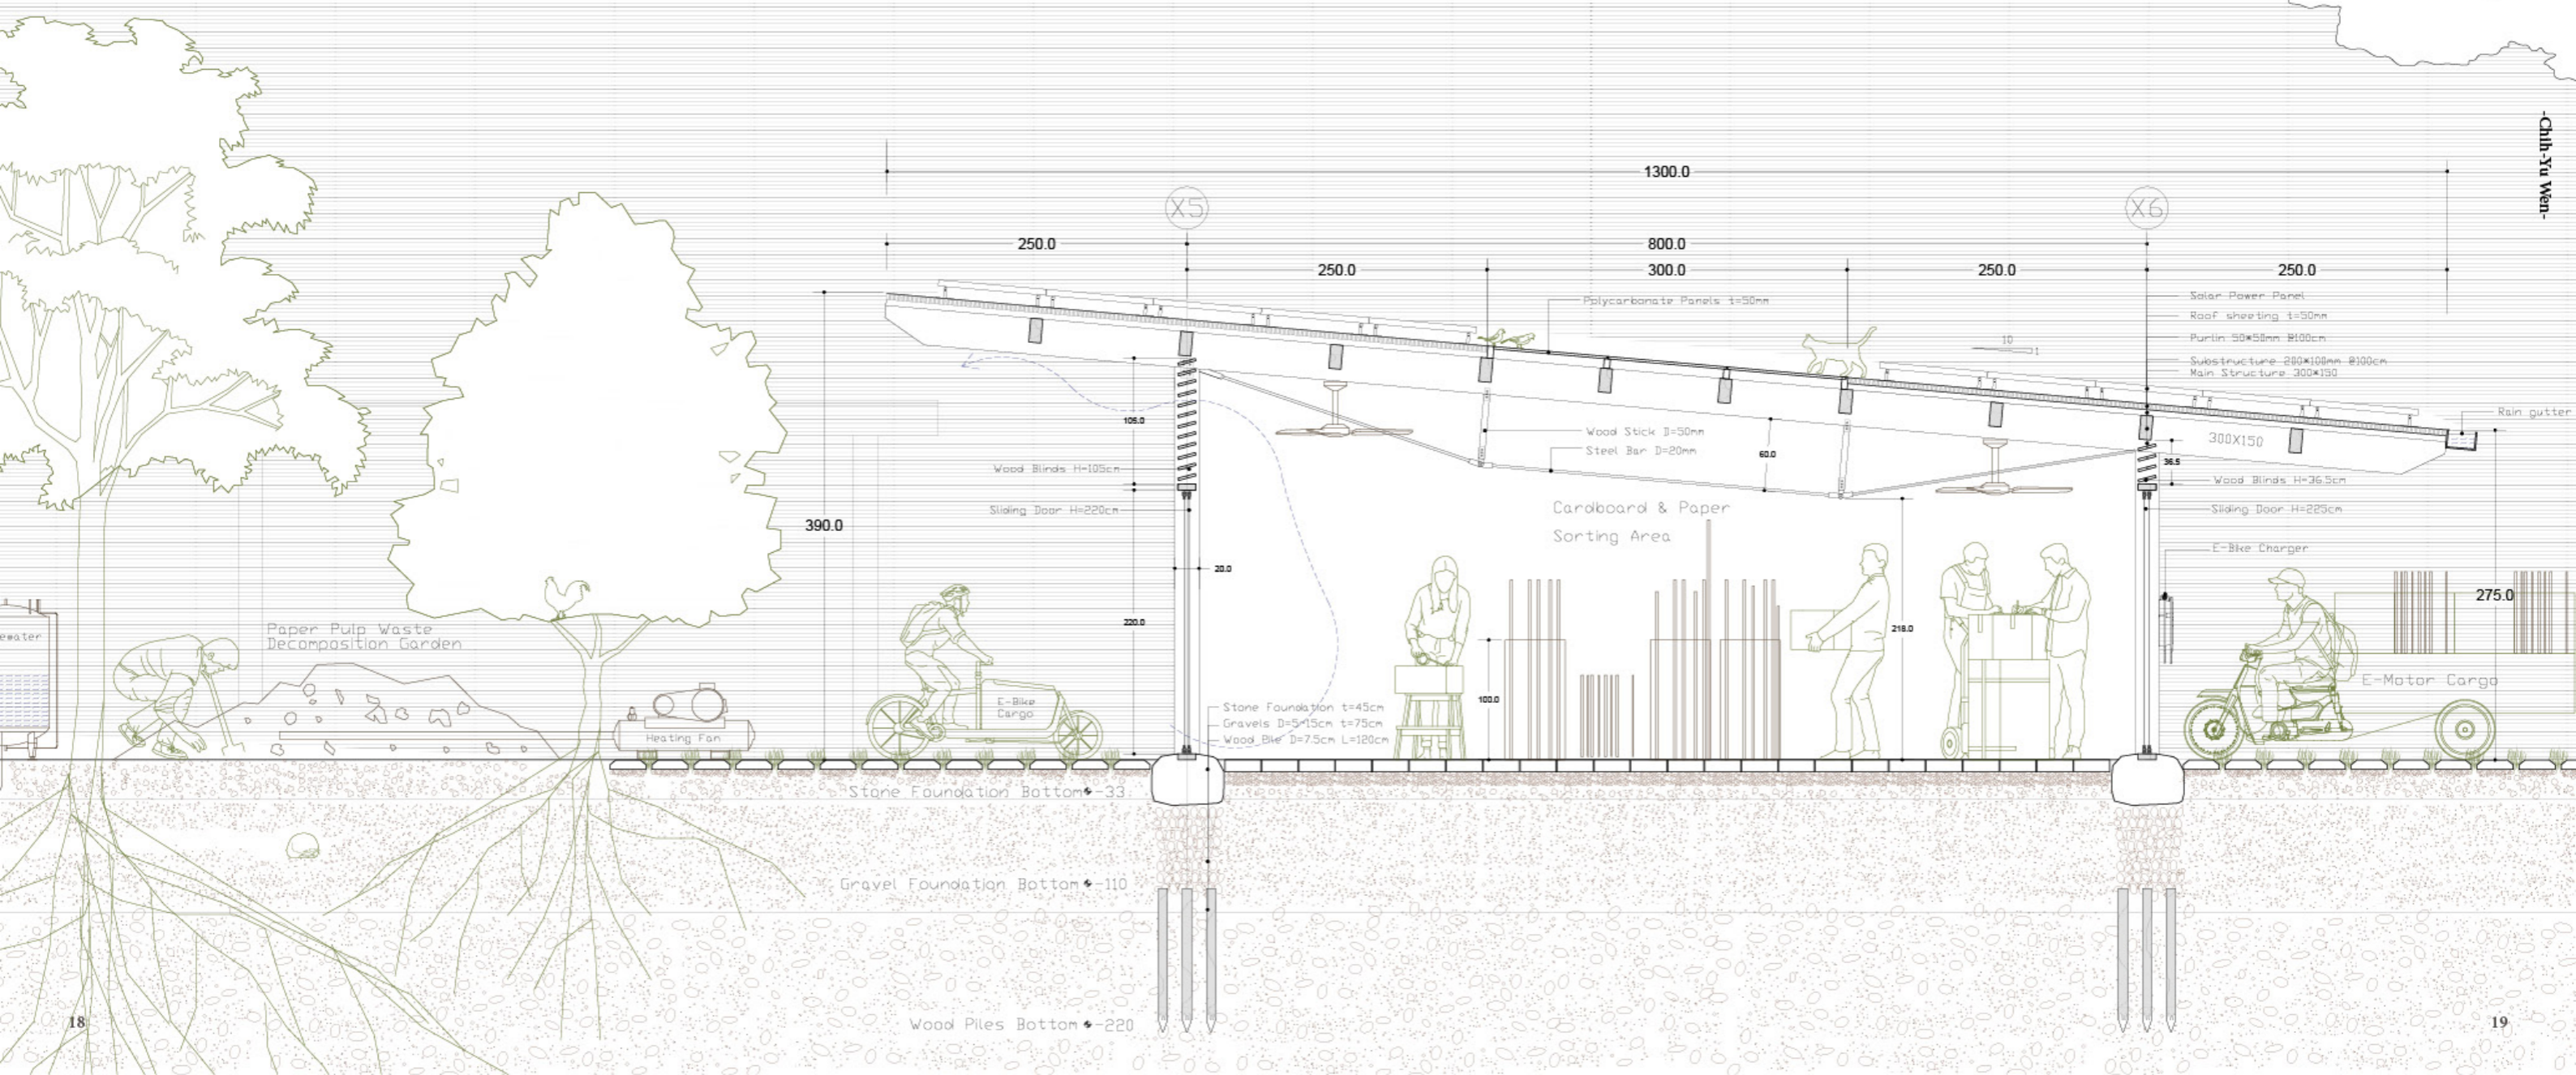 -Chih-Yu Wen-
1300.0
X5
X6
250.0
800.0
250.0
300.0
250.0
250.0
Polycarbonate Panels t=50mm
Solar Power Panel
Roof sheeting t=50mm
Purlin 50*50mm @100cm
Substructure 200*100mm @100cm
Main Structure 300*150
10
1
Rain gutter
300X150
105.0
Wood Stick D=50mm
Steel Bar D=20mm
60.0
36.5
Wood Blinds H=105cm
Wood Blinds H=36.5cm
Sliding Door H=220cm
Sliding Door H=225cm
390.0
Cardboard & Paper
Sorting Area
E-Bike Charger
20.0
275.0
220.0
218.0
ewater
Paper Pulp Waste
Decomposition Garden
E-Motor Cargo
100.0
E-Bike
Cargo
Stone Foundation t=45cm
Gravels D=5~15cm t=75cm
Wood Pile D=7.5cm L=120cm
Heating Fan
Stone Foundation Bottom -33
Gravel Foundation Bottom -110
Wood Piles Bottom -220
18
19